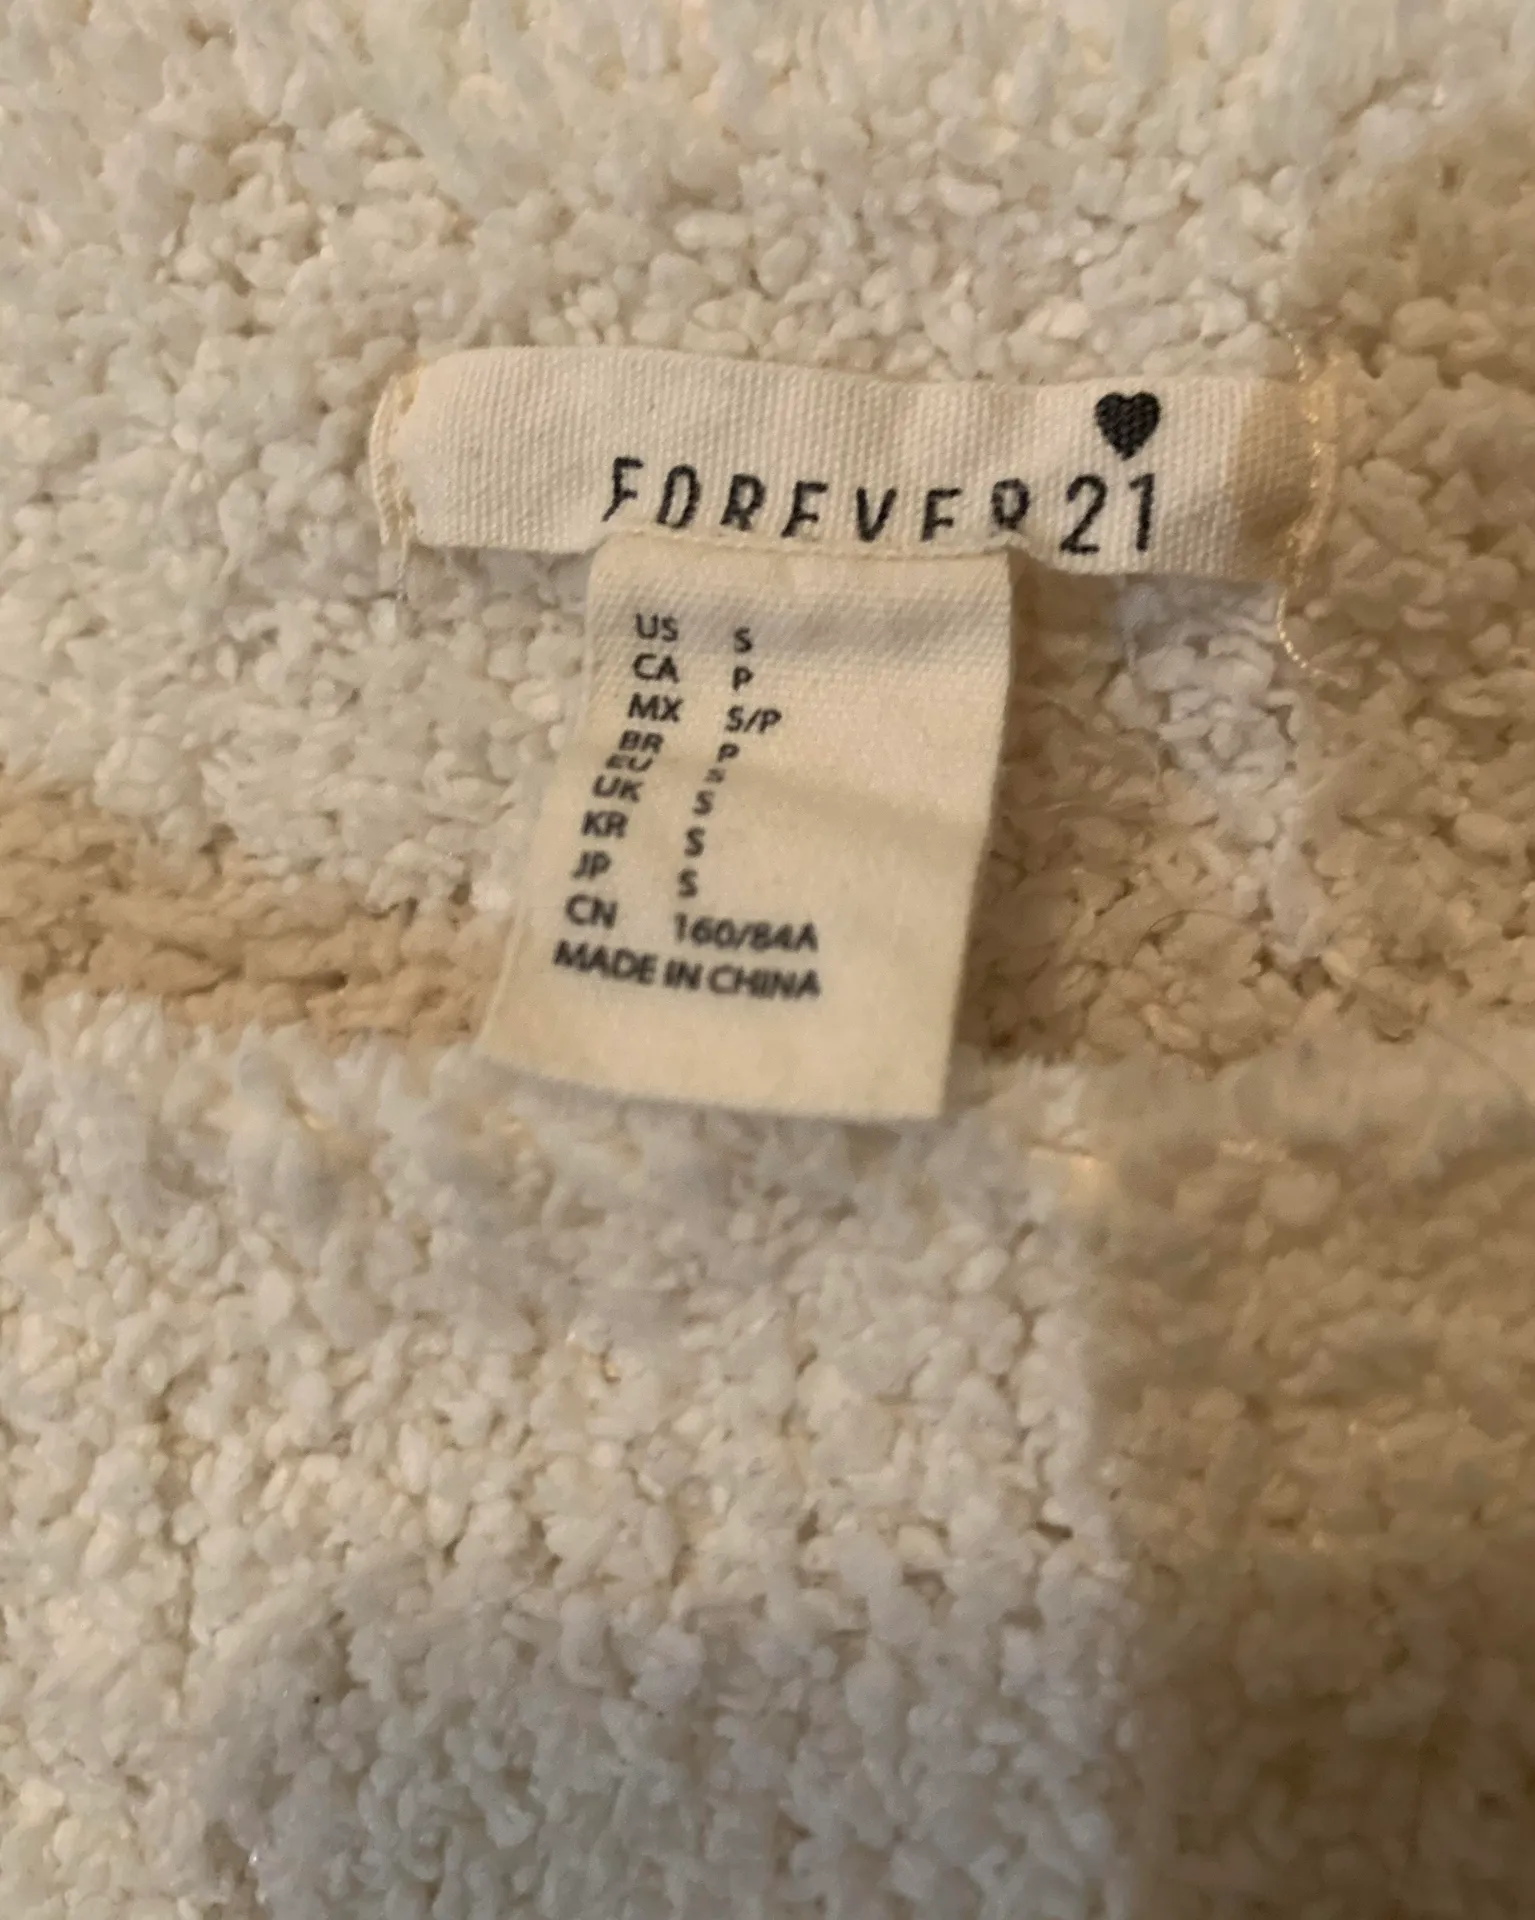 FOREVER 21
US S
CA P
MX S/P
BR P
EU S
UK S
KR S
JP S
CN 160/84A
MADE IN CHINA